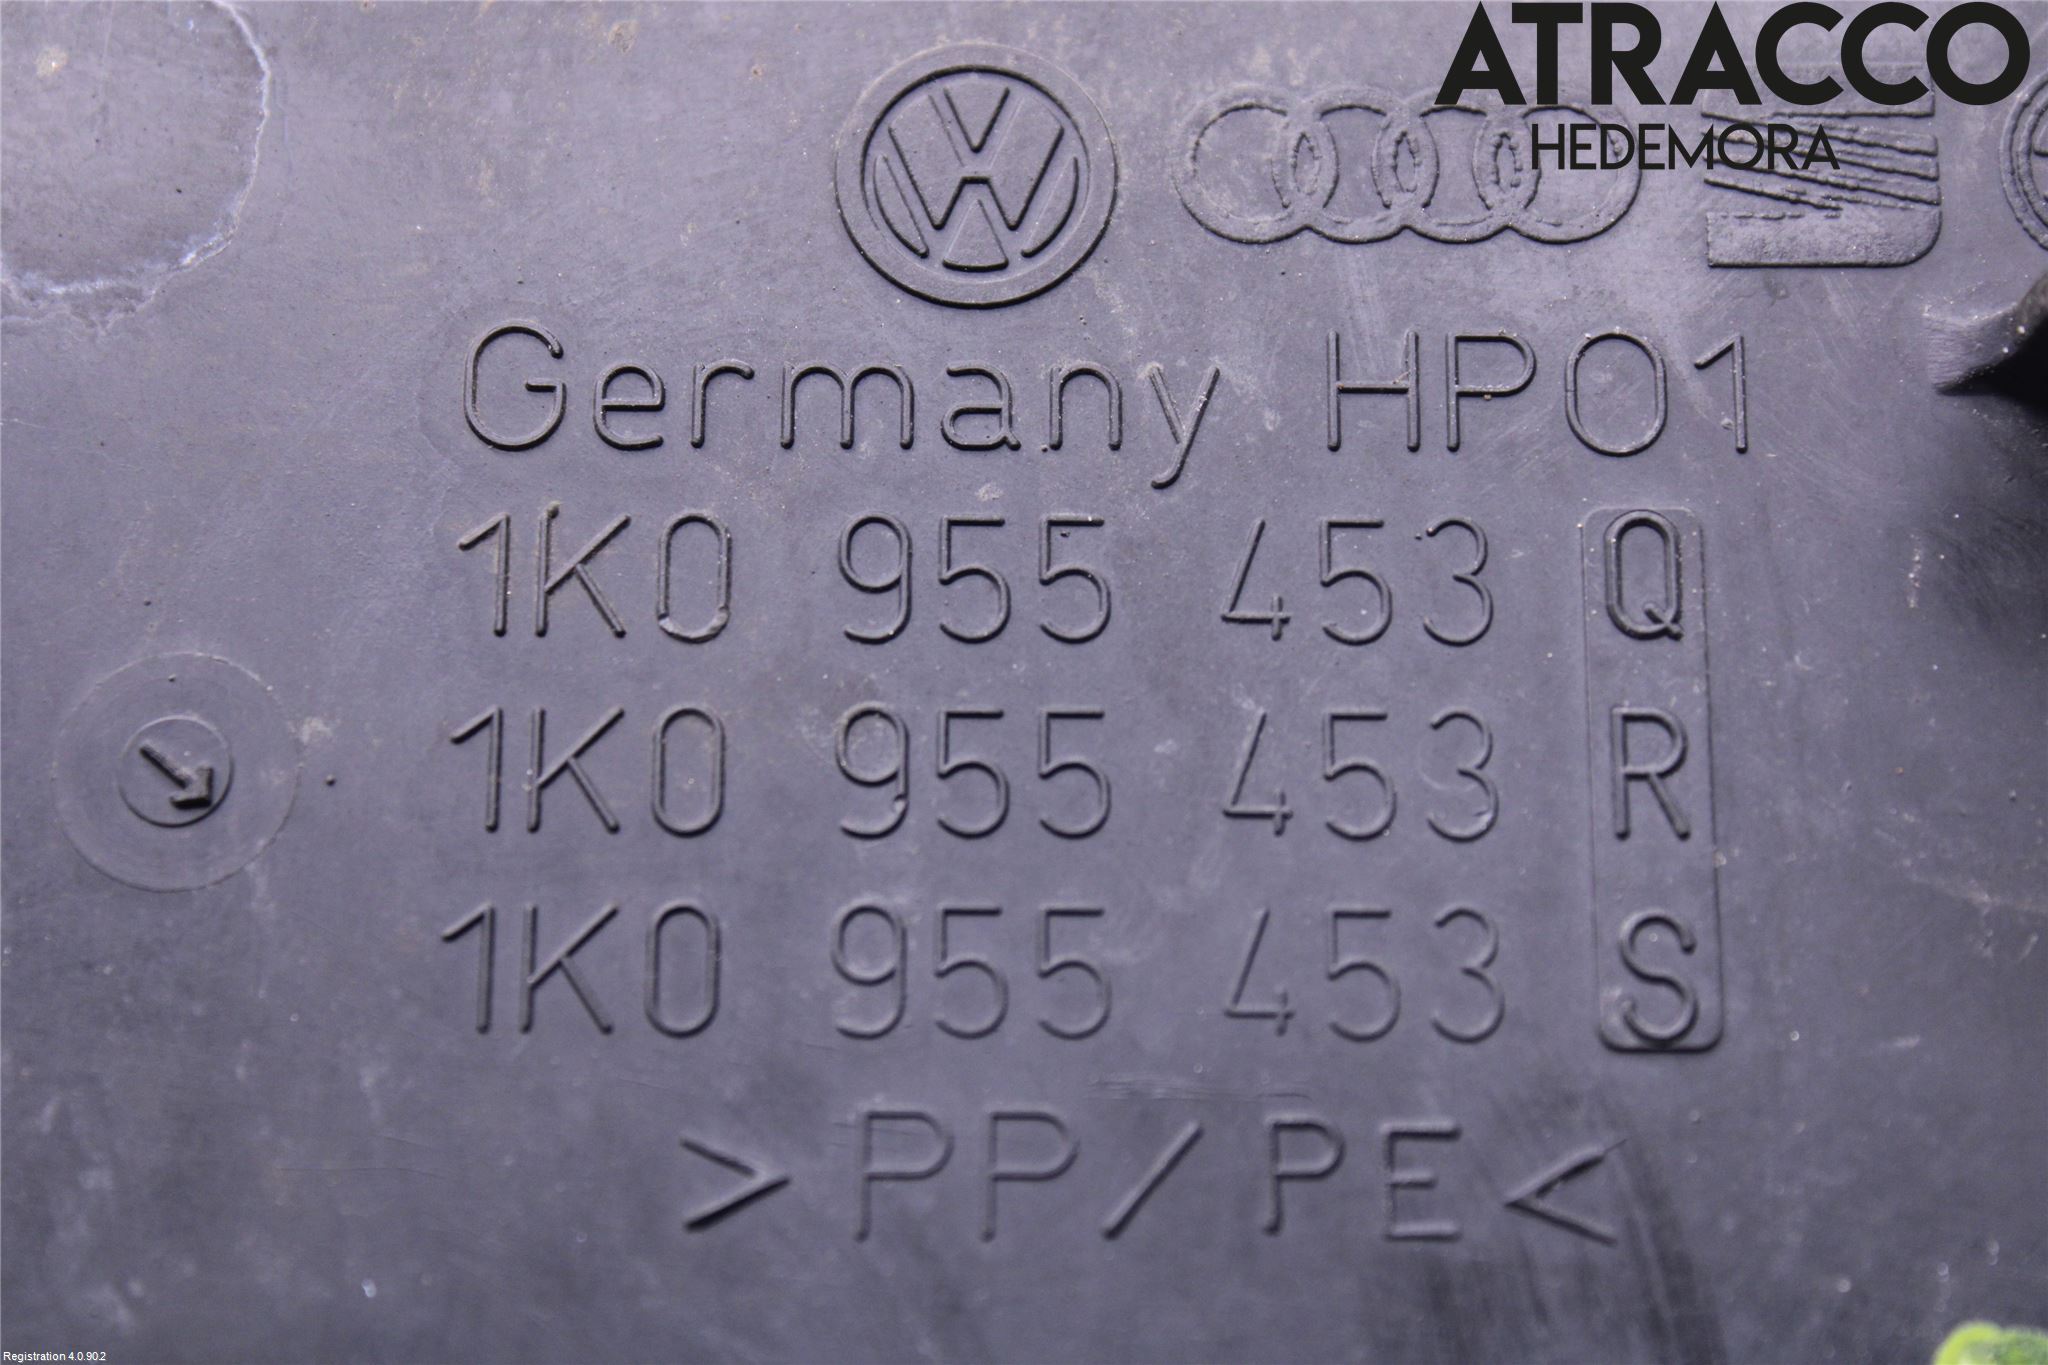 ATRACCO
HEDEMORA
Germany HP01
1K0 955 453 Q
1K0 955 453 R
1K0 955 453 S
>PP/PE<
Registration 4.0.90.2